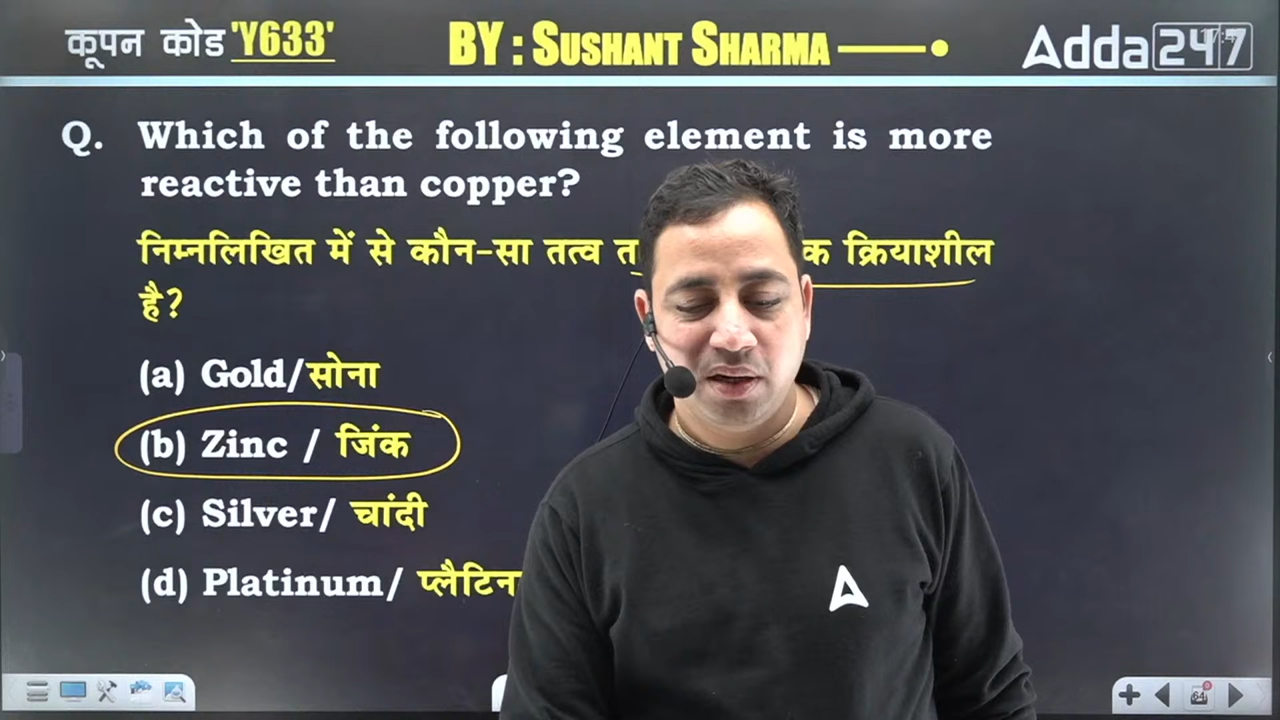 कूपन कोड 'Y633'
BY : SUSHANT SHARMA
Adda247
Q. Which of the following element is more
reactive than copper?
निम्नलिखित में से कौन-सा तत्व क्रियाशील
है?
(a) Gold/सोना
(b) Zinc / जिंक
(c) Silver/ चांदी
(d) Platinum/
64